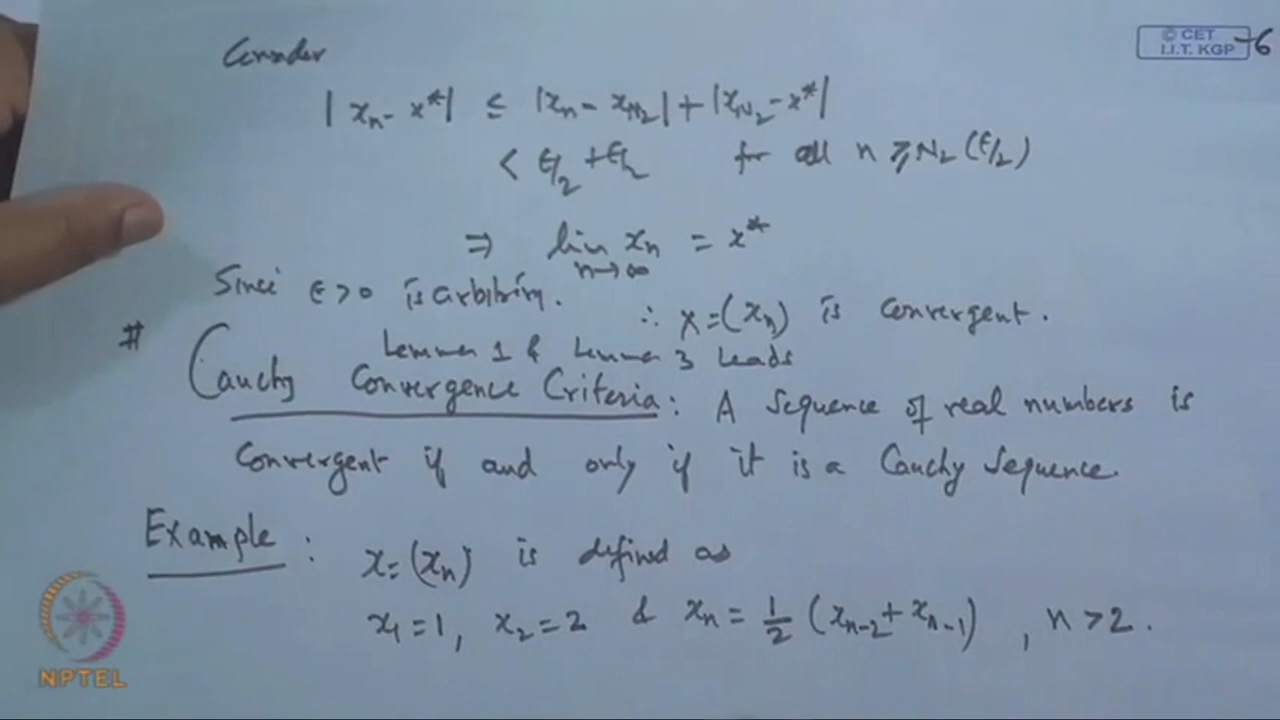 © CET
I.I.T. KGP
-6
Consider
|xₙ - x*| ≤ |xₙ - x_N₂| + |x_N₂ - x*|
< ε/2 + ε/2 for all n ≥ N₂(ε/2)
⇒ lim xₙ = x*
n→∞
Since ε > 0 is arbitrary.
∴ X = (xₙ) is convergent.
# Lemma 1 & Lemma 3 leads
Cauchy Convergence Criteria : A sequence of real numbers is
Convergent if and only if it is a Cauchy sequence.
Example : x = (xₙ) is defined as
x₁ = 1, x₂ = 2 & xₙ = 1/2 (xₙ₋₂ + xₙ₋₁) , n > 2.
NPTEL